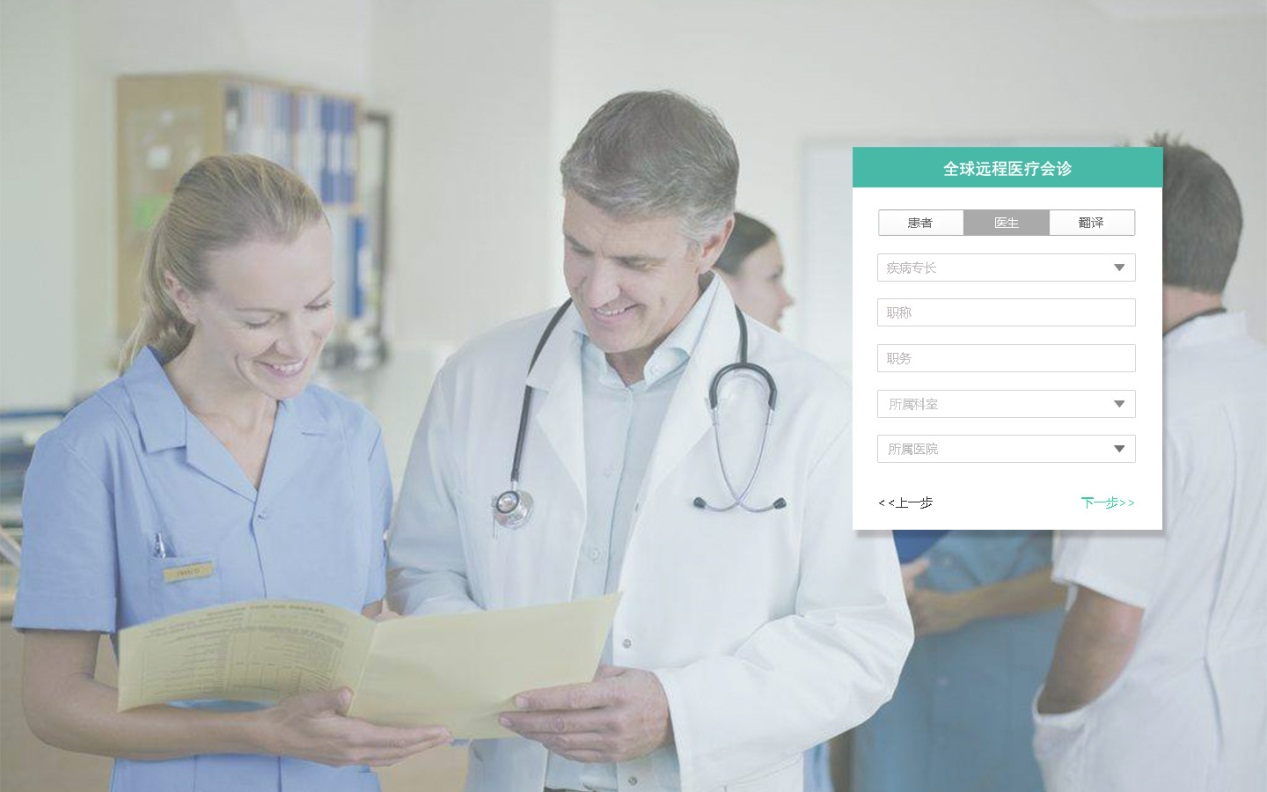 全球远程医疗会诊
患者 医生 翻译
疾病专长
职称
职务
所属科室
所属医院
<<上一步 下一步>>